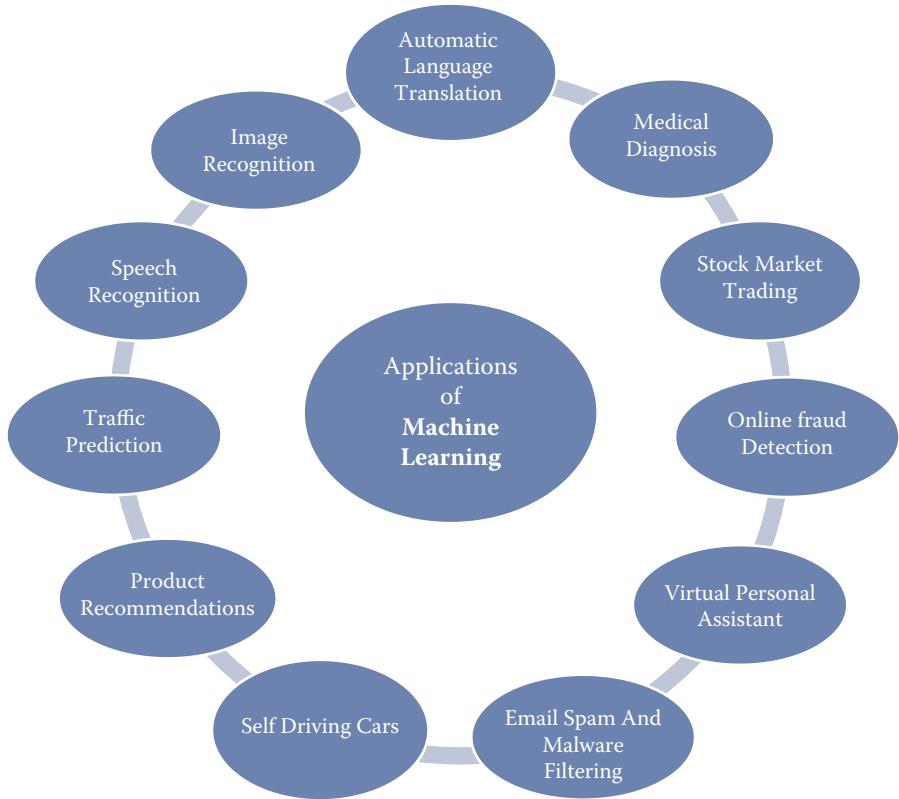 Automatic
Language
Translation
Medical
Diagnosis
Stock Market
Trading
Online fraud
Detection
Virtual Personal
Assistant
Email Spam And
Malware
Filtering
Self Driving Cars
Product
Recommendations
Traffic
Prediction
Speech
Recognition
Image
Recognition
Applications
of
Machine
Learning